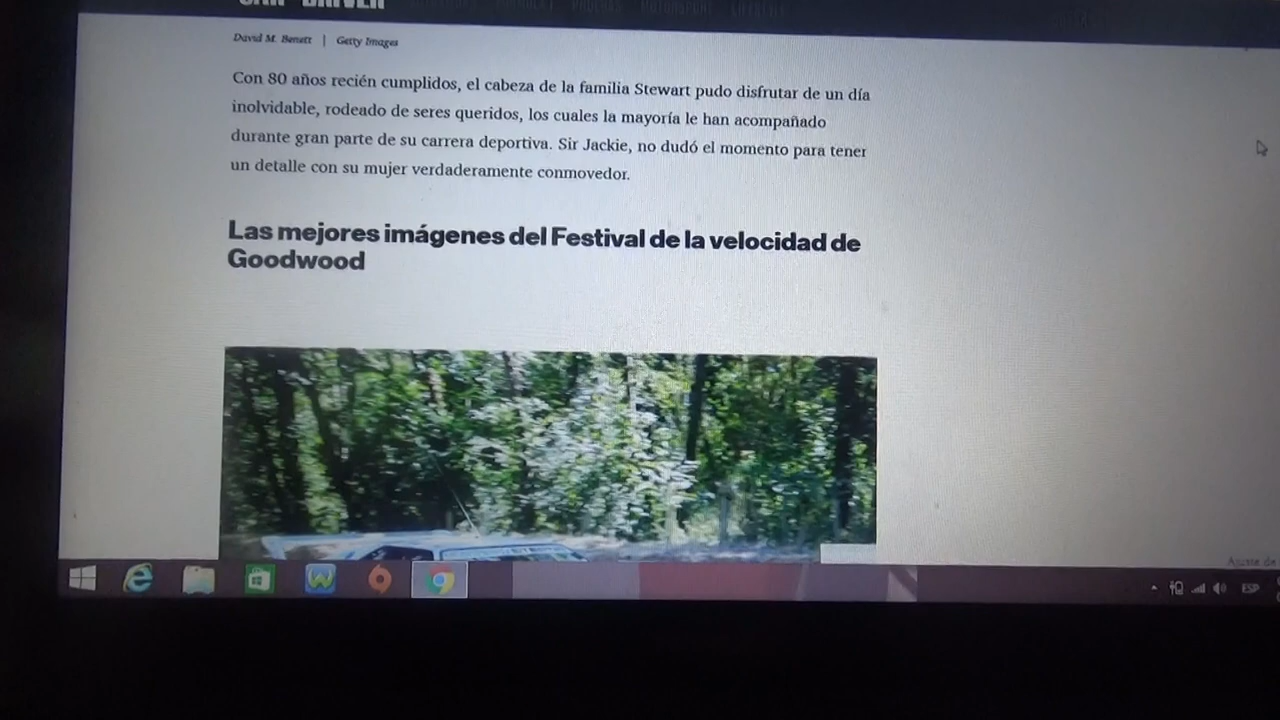 David M. Benett | Getty Images
Con 80 años recién cumplidos, el cabeza de la familia Stewart pudo disfrutar de un día
inolvidable, rodeado de seres queridos, los cuales la mayoría le han acompañado
durante gran parte de su carrera deportiva. Sir Jackie, no dudó el momento para tener
un detalle con su mujer verdaderamente conmovedor.
Las mejores imágenes del Festival de la velocidad de
Goodwood
ESP